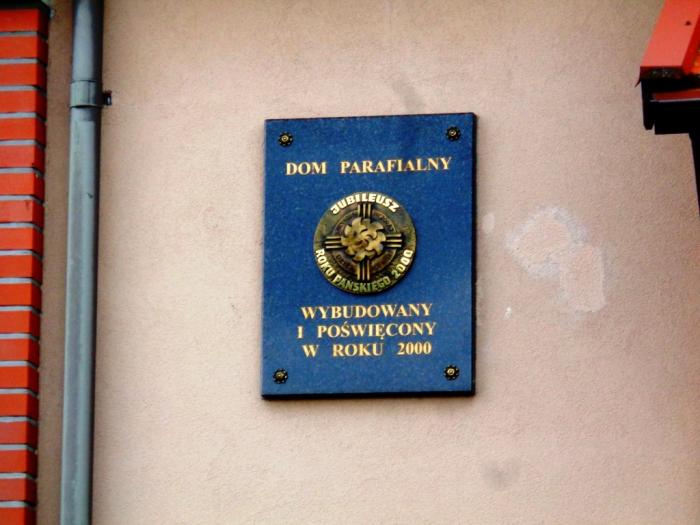 DOM PARAFIALNY
JUBILEUSZ
ROKU PAŃSKIEGO 2000
WYBUDOWANY
I POŚWIĘCONY
W ROKU 2000